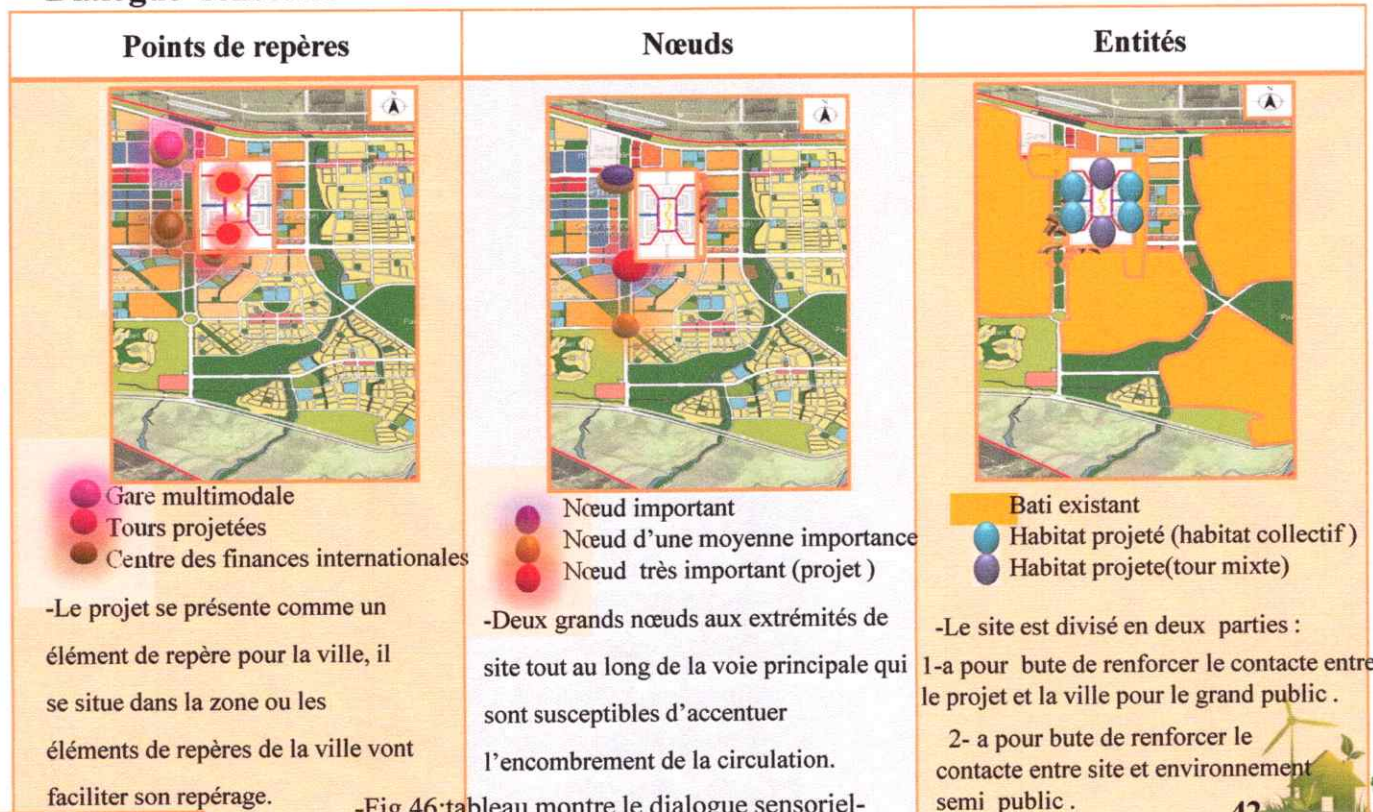 Points de repères
Nœuds
Entités
Gare multimodale
Tours projetées
Centre des finances internationales
-Le projet se présente comme un
élément de repère pour la ville, il
se situe dans la zone ou les
éléments de repères de la ville vont
faciliter son repérage.
Nœud important
Nœud d’une moyenne importance
Nœud très important (projet )
-Deux grands nœuds aux extrémités de
site tout au long de la voie principale qui
sont susceptibles d’accentuer
l’encombrement de la circulation.
Bati existant
Habitat projeté (habitat collectif )
Habitat projete(tour mixte)
-Le site est divisé en deux parties :
1-a pour bute de renforcer le contacte entre
le projet et la ville pour le grand public .
2- a pour bute de renforcer le
contacte entre site et environnement
semi public .
-Fig 46:tableau montre le dialogue sensoriel-
42